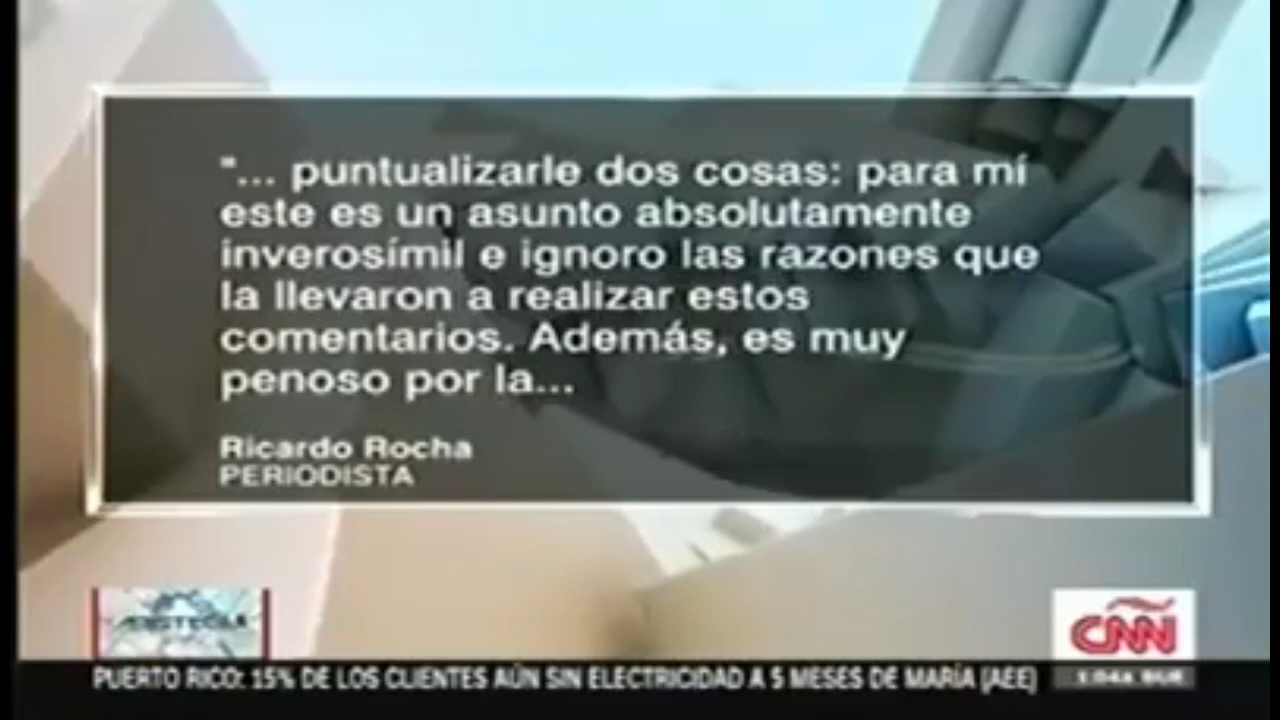 "... puntualizarle dos cosas: para mí
este es un asunto absolutamente
inverosímil e ignoro las razones que
la llevaron a realizar estos
comentarios. Además, es muy
penoso por la...
Ricardo Rocha
PERIODISTA
ARISTEGUI
CNN
PUERTO RICO: 15% DE LOS CLIENTES AÚN SIN ELECTRICIDAD A 5 MESES DE MARÍA (AEE)